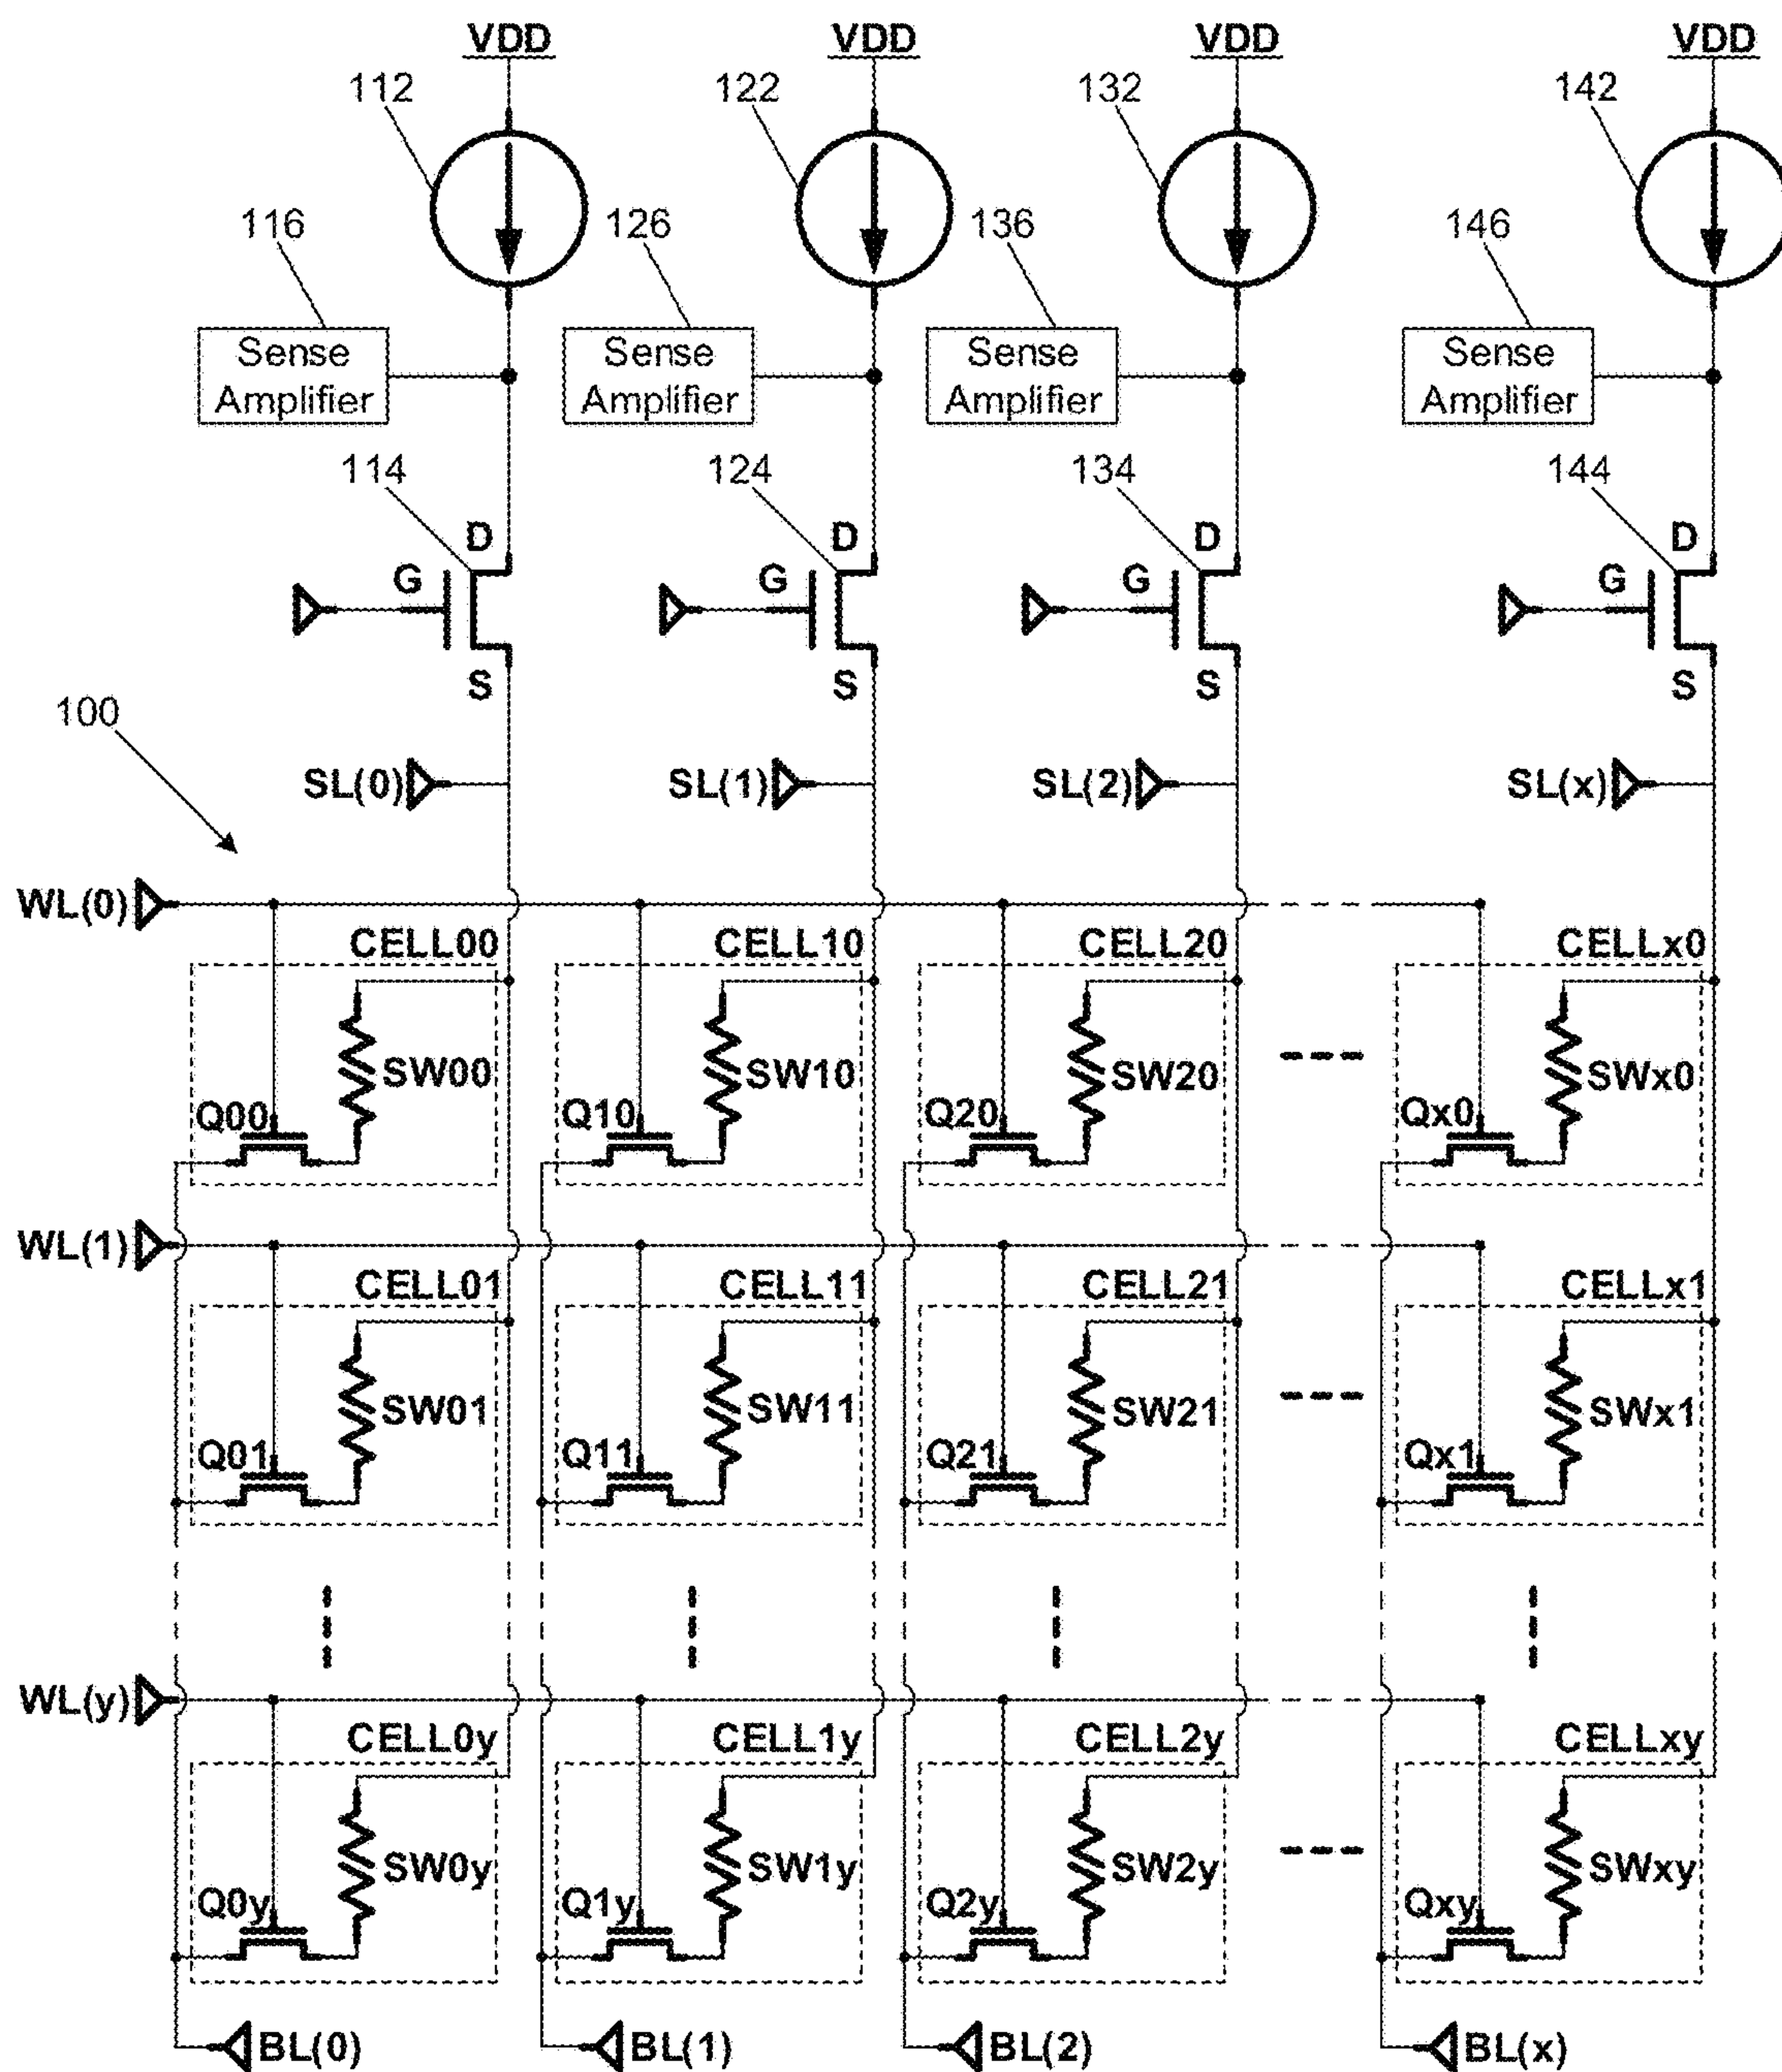 VDD VDD VDD VDD
112 122 132 142
116 126 136 146
Sense Amplifier Sense Amplifier Sense Amplifier Sense Amplifier
114 124 134 144
D D D D
G G G G
S S S S
100
SL(0) SL(1) SL(2) SL(x)
WL(0)
CELL00 CELL10 CELL20 CELLx0
SW00 SW10 SW20 SWx0
Q00 Q10 Q20 Qx0
WL(1)
CELL01 CELL11 CELL21 CELLx1
SW01 SW11 SW21 SWx1
Q01 Q11 Q21 Qx1
WL(y)
CELL0y CELL1y CELL2y CELLxy
SW0y SW1y SW2y SWxy
Q0y Q1y Q2y Qxy
BL(0) BL(1) BL(2) BL(x)